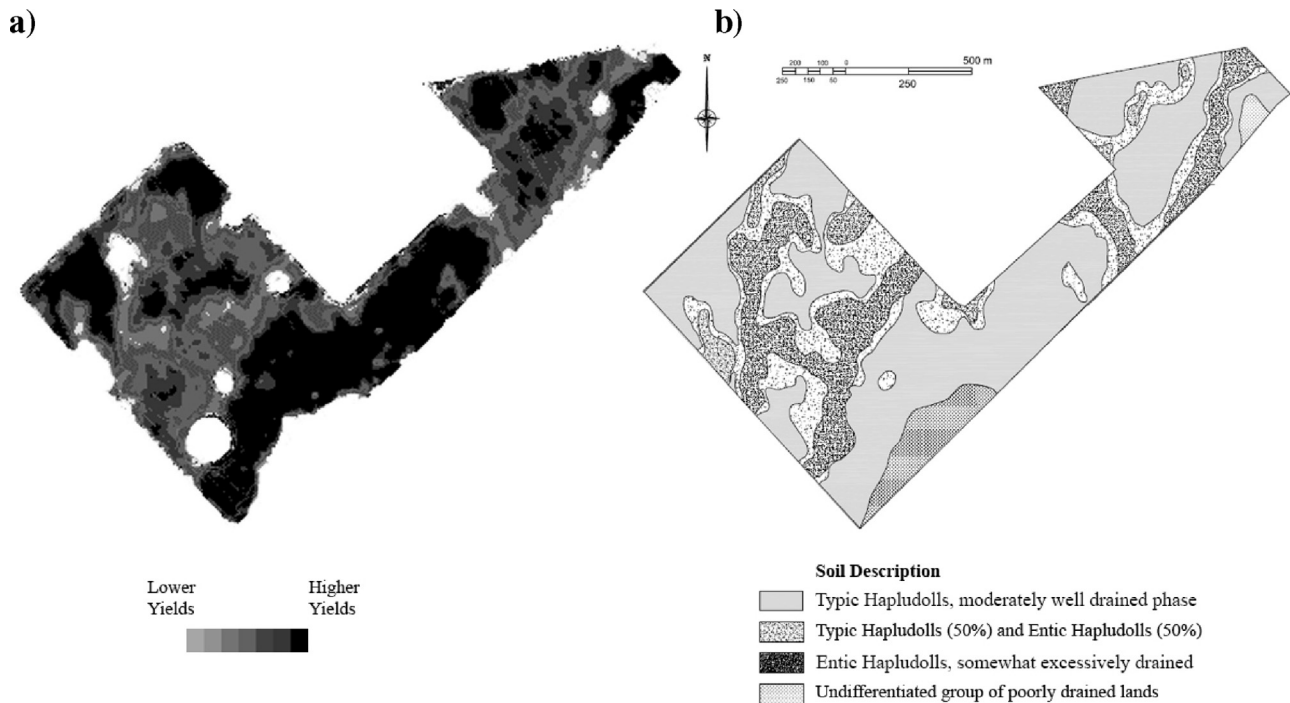 a)
b)
N
200 100 0 500 m
250 150 50 250
Lower Yields
Higher Yields
Soil Description
Typic Hapludolls, moderately well drained phase
Typic Hapludolls (50%) and Entic Hapludolls (50%)
Entic Hapludolls, somewhat excessively drained
Undifferentiated group of poorly drained lands